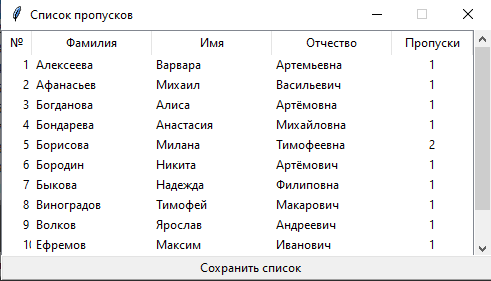 Список пропусков
№ Фамилия Имя Отчество Пропуски
1 Алексеева Варвара Артемьевна 1
2 Афанасьев Михаил Васильевич 1
3 Богданова Алиса Артёмовна 1
4 Бондарева Анастасия Михайловна 1
5 Борисова Милана Тимофеевна 2
6 Бородин Никита Артёмович 1
7 Быкова Надежда Филиповна 1
8 Виноградов Тимофей Макарович 1
9 Волков Ярослав Андреевич 1
10 Ефремов Максим Иванович 1
Сохранить список